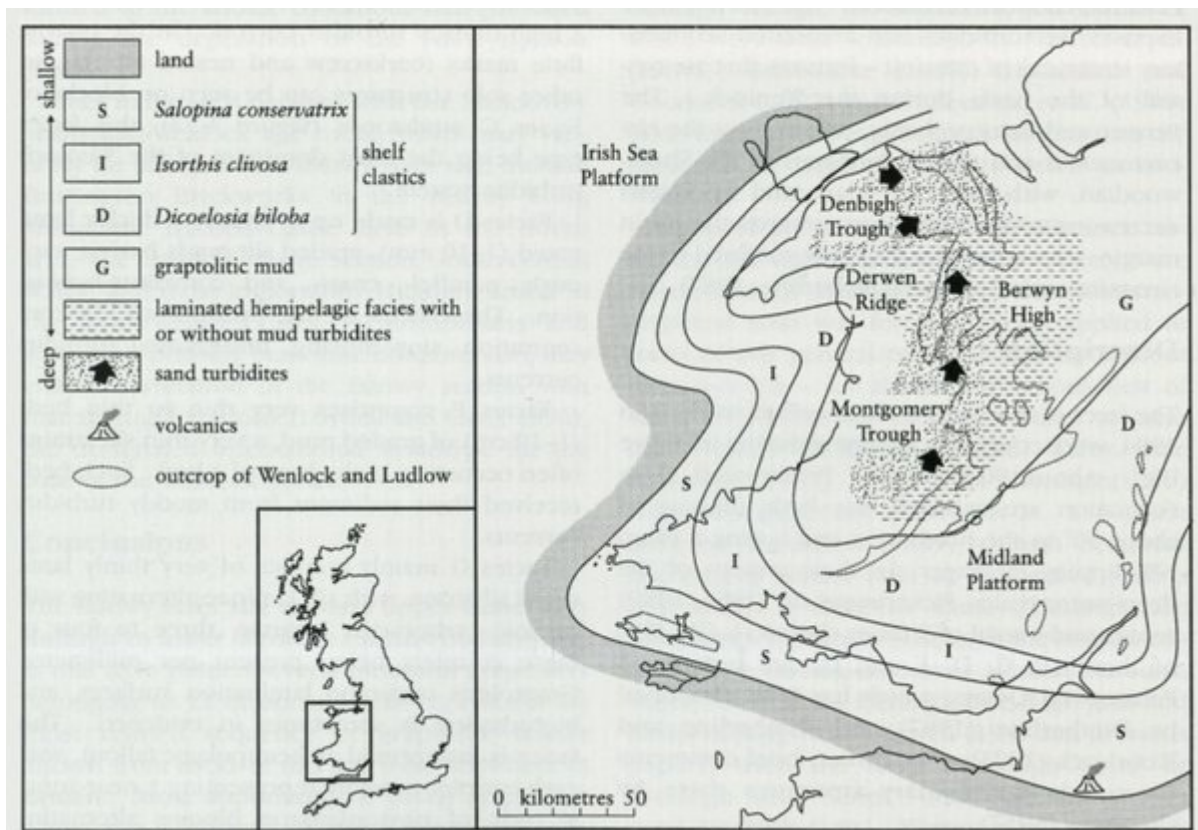 shallow
deep
land
S
Salopina conservatrix
I
Isorthis clivosa
D
Dicoelosia biloba
shelf
clastics
G
graptolitic mud
laminated hemipelagic facies with
or without mud turbidites
sand turbidites
volcanics
outcrop of Wenlock and Ludlow
Irish Sea
Platform
Denbigh
Trough
Derwen
Ridge
Berwyn
High
G
I
D
I
Montgomery
Trough
D
S
I
Midland
Platform
D
S
I
S
0 kilometres 50